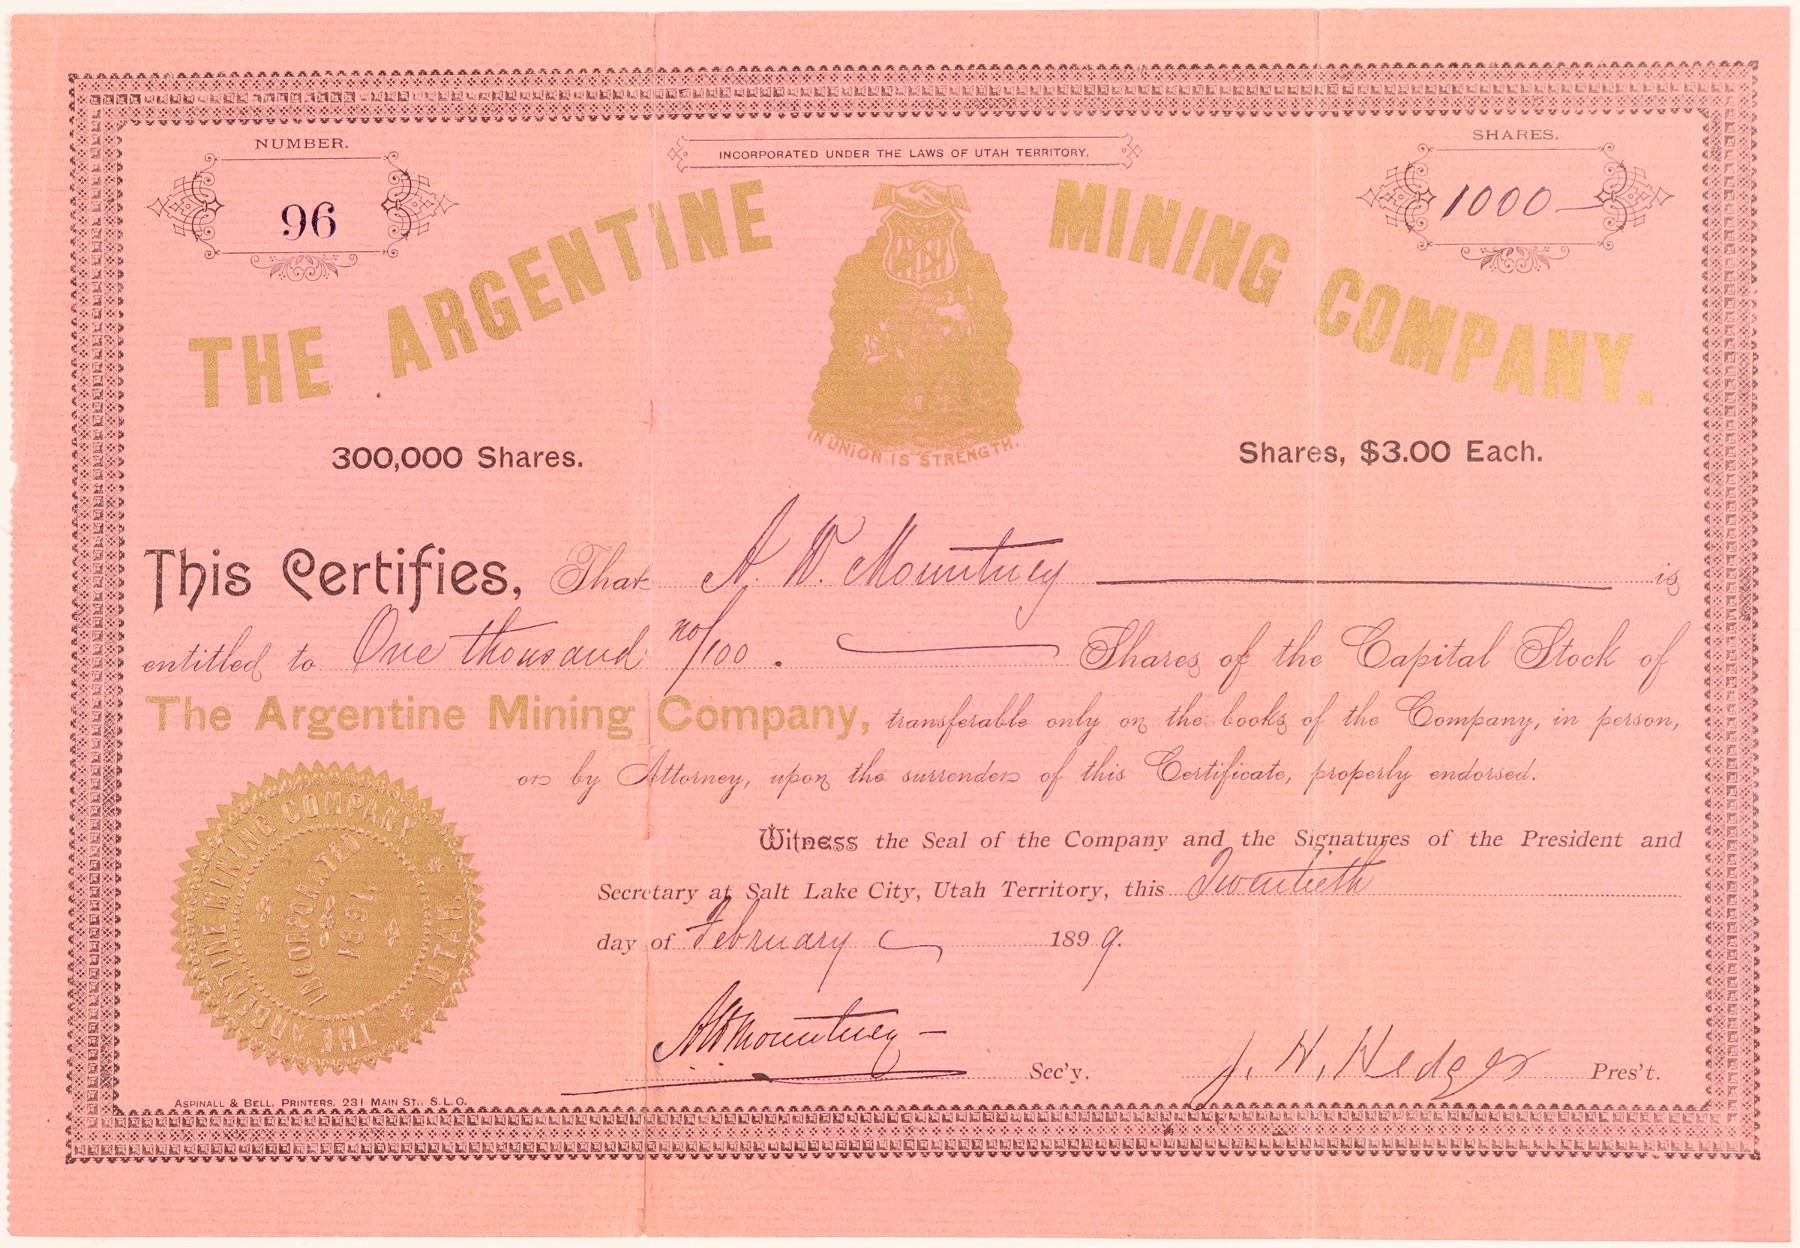 NUMBER.
96
INCORPORATED UNDER THE LAWS OF UTAH TERRITORY.
SHARES.
1000
THE ARGENTINE MINING COMPANY.
IN UNION IS STRENGTH.
300,000 Shares.
Shares, $3.00 Each.
This Certifies, That A. W. Mountney is
entitled to One thousand no/100. Shares of the Capital Stock of
The Argentine Mining Company, transferable only on the books of the Company, in person,
or by Attorney, upon the surrender of this Certificate, properly endorsed.
Witness the Seal of the Company and the Signatures of the President and
Secretary at Salt Lake City, Utah Territory, this Twentieth
day of February 1899.
THE ARGENTINE MINING COMPANY
UTAH.
INCORPORATED
1891.
AW Mountney Sec'y.
J. H. Hedges Pres't.
ASPINALL & BELL, PRINTERS, 231 MAIN ST., S.L.C.